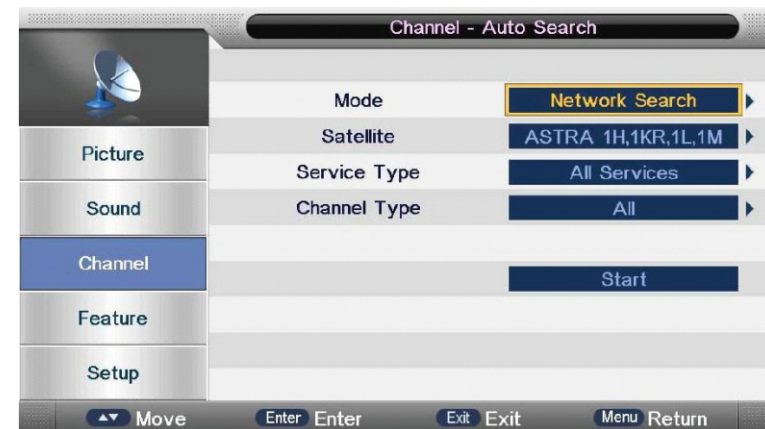 Channel - Auto Search
Mode
Network Search
Satellite
ASTRA 1H,1KR,1L,1M
Service Type
All Services
Channel Type
All
Start
Picture
Sound
Channel
Feature
Setup
Move
Enter Enter
Exit Exit
Menu Return